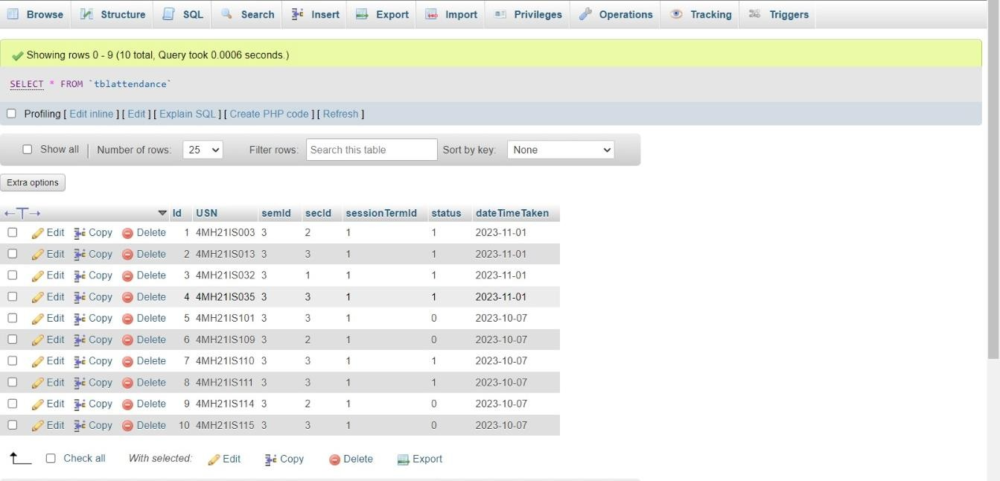 Browse Structure SQL Search Insert Export Import Privileges Operations Tracking Triggers
Showing rows 0 - 9 (10 total, Query took 0.0006 seconds.)
SELECT * FROM `tblattendance`
Profiling [ Edit inline ] [ Edit ] [ Explain SQL ] [ Create PHP code ] [ Refresh ]
Show all Number of rows: 25 Filter rows: Search this table Sort by key: None
Extra options
Id USN semId secId sessionTermId status dateTimeTaken
Edit Copy Delete 1 4MH21IS003 3 2 1 1 2023-11-01
Edit Copy Delete 2 4MH21IS013 3 3 1 1 2023-11-01
Edit Copy Delete 3 4MH21IS032 3 1 1 1 2023-11-01
Edit Copy Delete 4 4MH21IS035 3 3 1 1 2023-11-01
Edit Copy Delete 5 4MH21IS101 3 3 1 0 2023-10-07
Edit Copy Delete 6 4MH21IS109 3 2 1 0 2023-10-07
Edit Copy Delete 7 4MH21IS110 3 3 1 1 2023-10-07
Edit Copy Delete 8 4MH21IS111 3 3 1 1 2023-10-07
Edit Copy Delete 9 4MH21IS114 3 2 1 0 2023-10-07
Edit Copy Delete 10 4MH21IS115 3 3 1 0 2023-10-07
Check all With selected: Edit Copy Delete Export